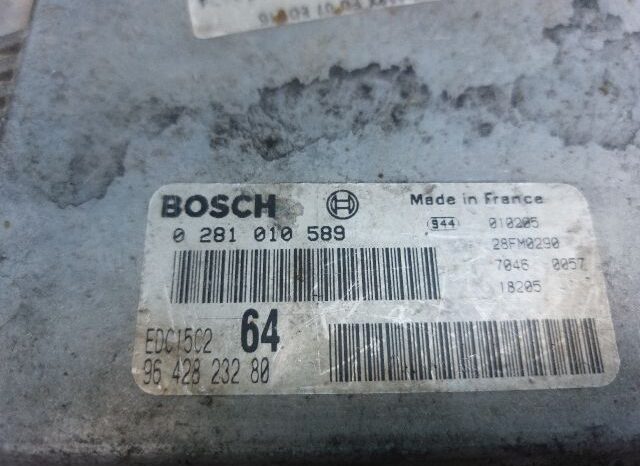 BOSCH
Made in France
0 281 010 589
944 010205
28FM0290
7046 0057
18205
EDC15C2 64
96 428 232 80